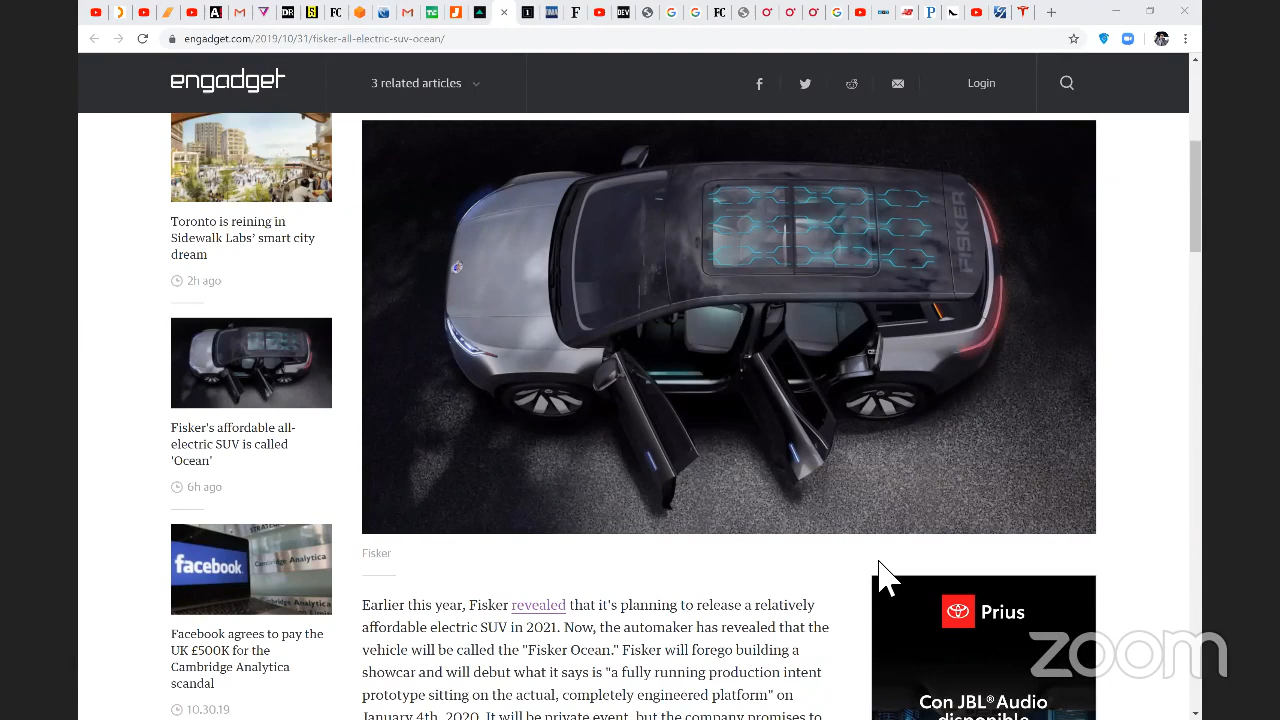 engadget.com/2019/10/31/fisker-all-electric-suv-ocean/
engadget
3 related articles
Login
Toronto is reining in
Sidewalk Labs' smart city
dream
2h ago
Fisker's affordable all-
electric SUV is called
'Ocean'
6h ago
facebook
Cambridge Analytica
Facebook agrees to pay the
UK £500K for the
Cambridge Analytica
scandal
10.30.19
FISKER
Fisker
Earlier this year, Fisker revealed that it's planning to release a relatively
affordable electric SUV in 2021. Now, the automaker has revealed that the
vehicle will be called the "Fisker Ocean." Fisker will forego building a
showcar and will debut what it says is "a fully running production intent
prototype sitting on the actual, completely engineered platform" on
January 4th, 2020. It will be private event, but the company promises to
Prius
Con JBL® Audio
disponible
zoom